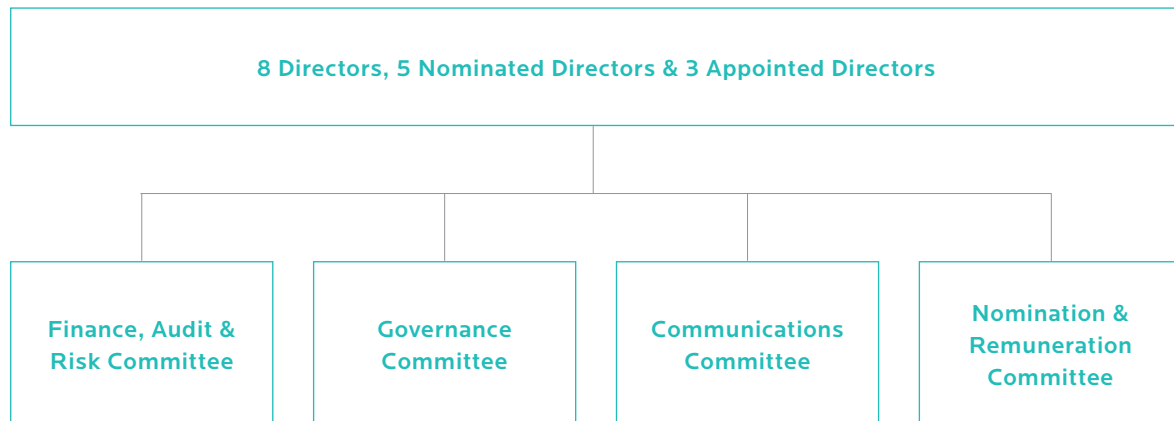 8 Directors, 5 Nominated Directors & 3 Appointed Directors
Finance, Audit &
Risk Committee
Governance
Committee
Communications
Committee
Nomination &
Remuneration
Committee